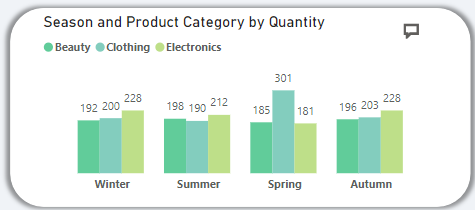 Season and Product Category by Quantity
Beauty Clothing Electronics
192 200 228 198 190 212 185 301 181 196 203 228
Winter Summer Spring Autumn